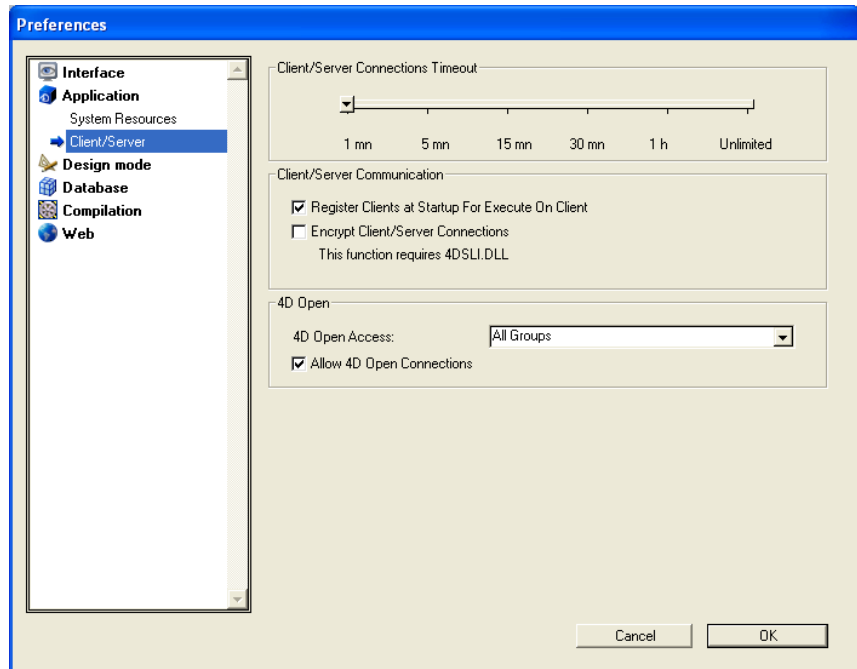 Preferences
Interface
Application
System Resources
Client/Server
Design mode
Database
Compilation
Web
Client/Server Connections Timeout
1 mn 5 mn 15 mn 30 mn 1 h Unlimited
Client/Server Communication
Register Clients at Startup For Execute On Client
Encrypt Client/Server Connections
This function requires 4DSLI.DLL
4D Open
4D Open Access: All Groups
Allow 4D Open Connections
Cancel OK